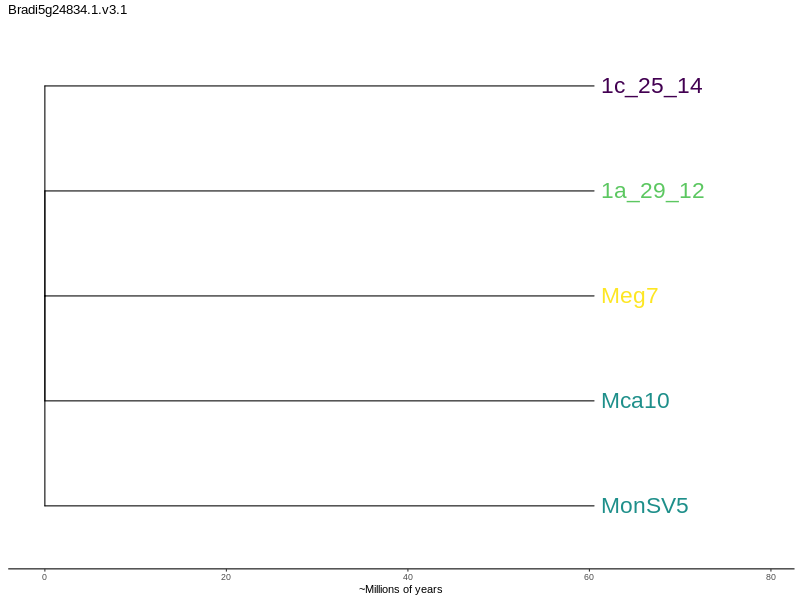 Bradi5g24834.1.v3.1
1c_25_14
1a_29_12
Meg7
Mca10
MonSV5
0 20 40 60 80
~Millions of years